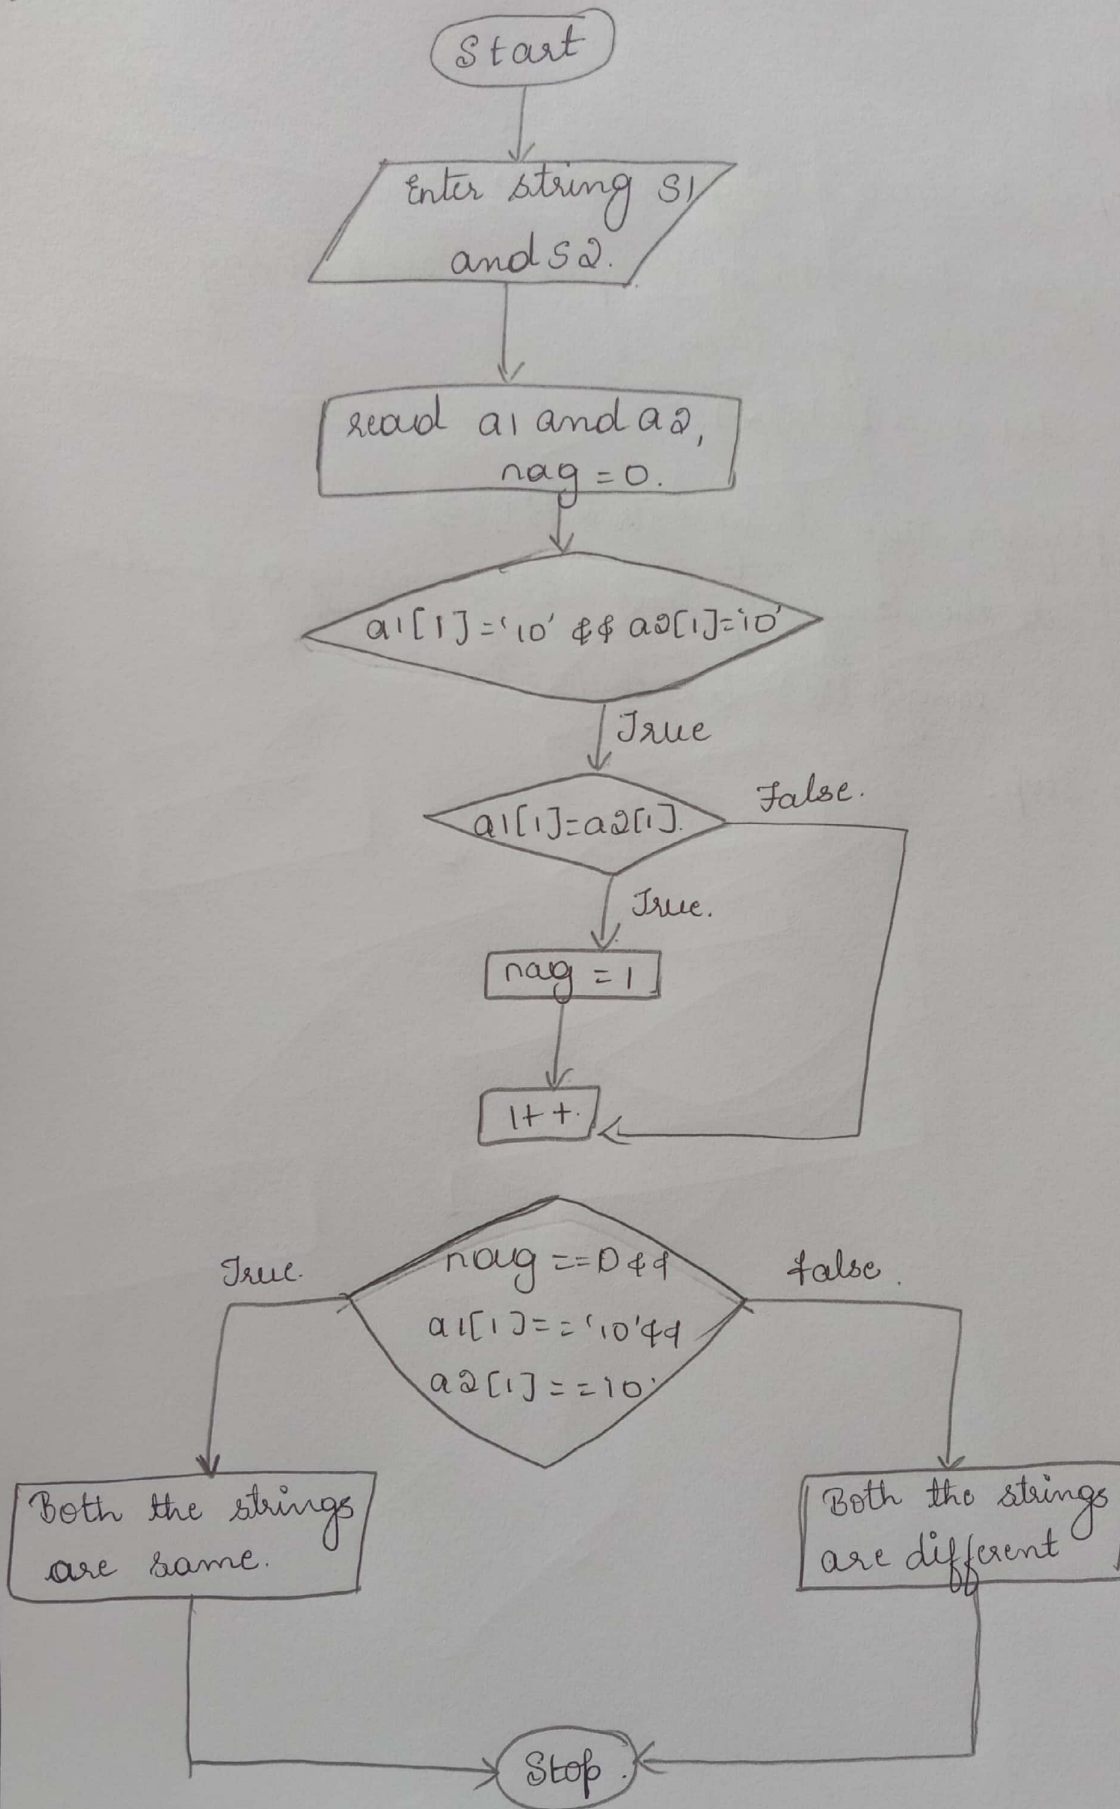 Start
Enter string S1
and S2.
read a1 and a2,
nag = 0.
a1[1]='10' && a2[1]='10'
True
a1[1]=a2[1].
False.
True.
nag = 1
1++.
True.
nag ==0 &&
false.
a1[1]=='10'&&
a2[1]=='10'
Both the strings
are same.
Both the strings
are different
Stop.